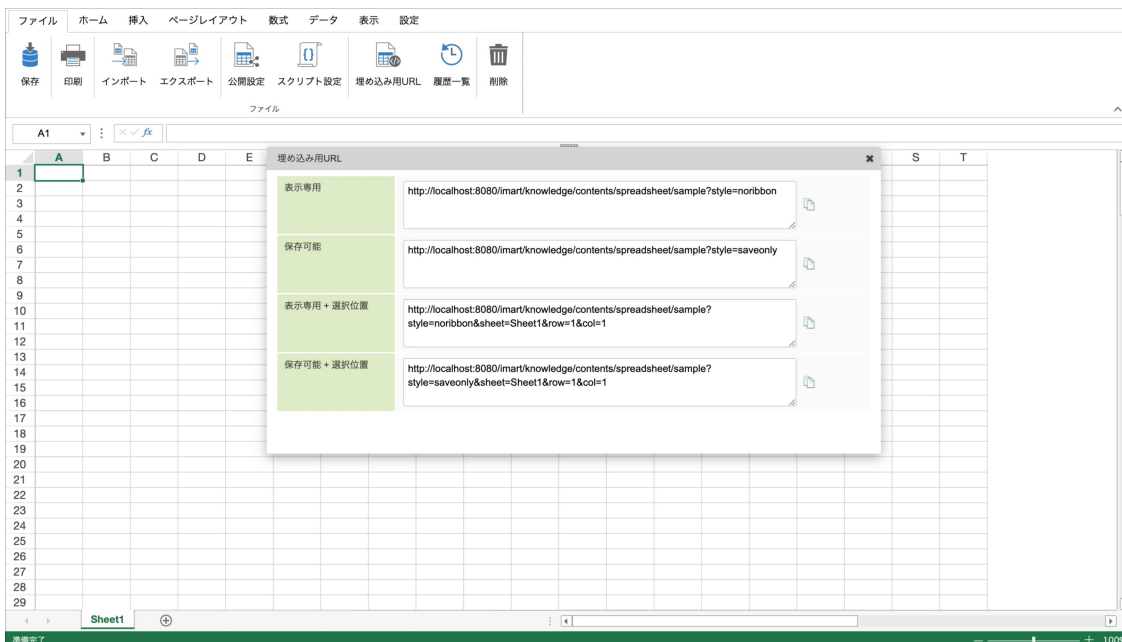 ファイル ホーム 挿入 ページレイアウト 数式 データ 表示 設定
保存 印刷 インポート エクスポート 公開設定 スクリプト設定 埋め込み用URL 履歴一覧 削除
ファイル
A1 fx
A B C D E S T
埋め込み用URL
表示専用
http://localhost:8080/imart/knowledge/contents/spreadsheet/sample?style=noribbon
保存可能
http://localhost:8080/imart/knowledge/contents/spreadsheet/sample?style=saveonly
表示専用 + 選択位置
http://localhost:8080/imart/knowledge/contents/spreadsheet/sample?
style=noribbon&sheet=Sheet1&row=1&col=1
保存可能 + 選択位置
http://localhost:8080/imart/knowledge/contents/spreadsheet/sample?
style=saveonly&sheet=Sheet1&row=1&col=1
1
2
3
4
5
6
7
8
9
10
11
12
13
14
15
16
17
18
19
20
21
22
23
24
25
26
27
28
29
Sheet1
準備完了 100%